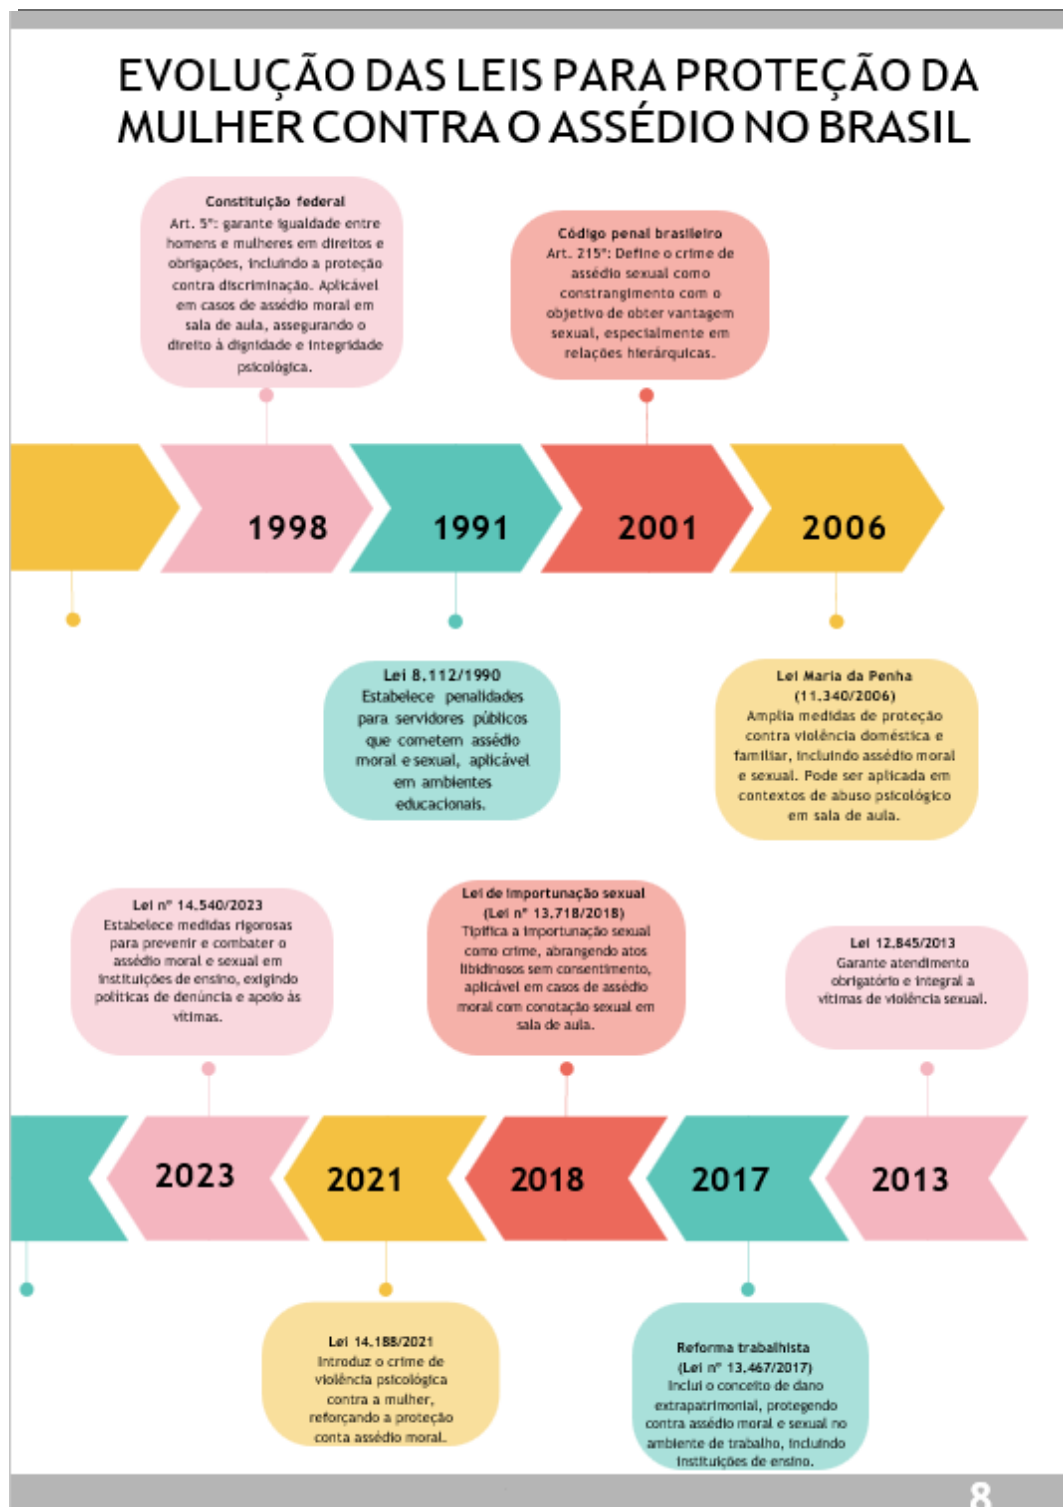 EVOLUÇÃO DAS LEIS PARA PROTEÇÃO DA
MULHER CONTRA O ASSÉDIO NO BRASIL
Constituição federal
Art. 5º: garante igualdade entre
homens e mulheres em direitos e
obrigações, incluindo a proteção
contra discriminação. Aplicável
em casos de assédio moral em
sala de aula, assegurando o
direito à dignidade e integridade
psicológica.
Código penal brasileiro
Art. 215º: Define o crime de
assédio sexual como
constrangimento com o
objetivo de obter vantagem
sexual, especialmente em
relações hierárquicas.
1998
1991
2001
2006
Lei 8.112/1990
Estabelece penalidades
para servidores públicos
que cometem assédio
moral e sexual, aplicável
em ambientes
educacionais.
Lei Maria da Penha
(11.340/2006)
Amplia medidas de proteção
contra violência doméstica e
familiar, incluindo assédio moral
e sexual. Pode ser aplicada em
contextos de abuso psicológico
em sala de aula.
Lei nº 14.540/2023
Estabelece medidas rigorosas
para prevenir e combater o
assédio moral e sexual em
instituições de ensino, exigindo
políticas de denúncia e apoio às
vítimas.
Lei de importunação sexual
(Lei nº 13.718/2018)
Tipifica a importunação sexual
como crime, abrangendo atos
libidinosos sem consentimento,
aplicável em casos de assédio
moral com conotação sexual em
sala de aula.
Lei 12.845/2013
Garante atendimento
obrigatório e integral a
vítimas de violência sexual.
2023
2021
2018
2017
2013
Lei 14.188/2021
Introduz o crime de
violência psicológica
contra a mulher,
reforçando a proteção
conta assédio moral.
Reforma trabalhista
(Lei nº 13.467/2017)
Inclui o conceito de dano
extrapatrimonial, protegendo
contra assédio moral e sexual no
ambiente de trabalho, incluindo
instituições de ensino.
8